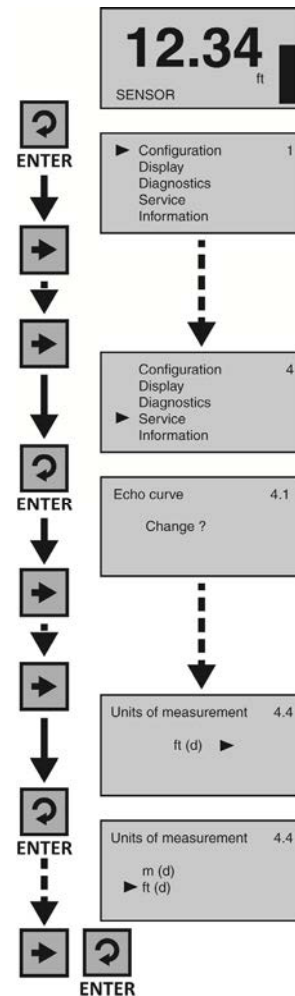 12.34
ft
SENSOR
ENTER
Configuration 1
Display
Diagnostics
Service
Information
Configuration 4
Display
Diagnostics
Service
Information
ENTER
Echo curve 4.1
Change ?
Units of measurement 4.4
ft (d)
ENTER
Units of measurement 4.4
m (d)
ft (d)
ENTER